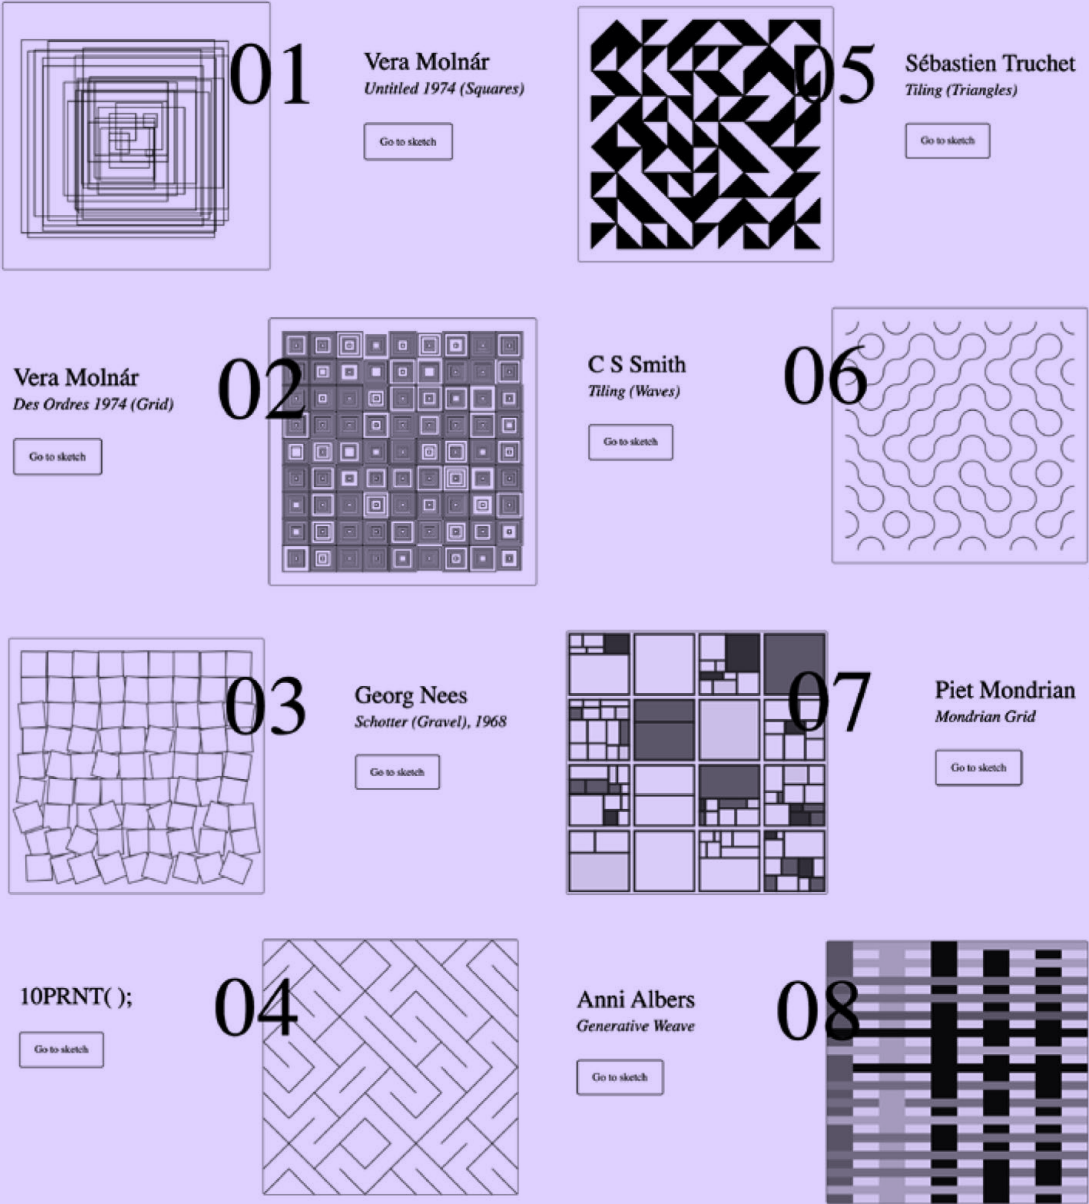 01
Vera Molnár
Untitled 1974 (Squares)
Go to sketch
02
Vera Molnár
Des Ordres 1974 (Grid)
Go to sketch
03
Georg Nees
Schotter (Gravel), 1968
Go to sketch
04
10PRNT( );
Go to sketch
05
Sébastien Truchet
Tiling (Triangles)
Go to sketch
06
C S Smith
Tiling (Waves)
Go to sketch
07
Piet Mondrian
Mondrian Grid
Go to sketch
08
Anni Albers
Generative Weave
Go to sketch